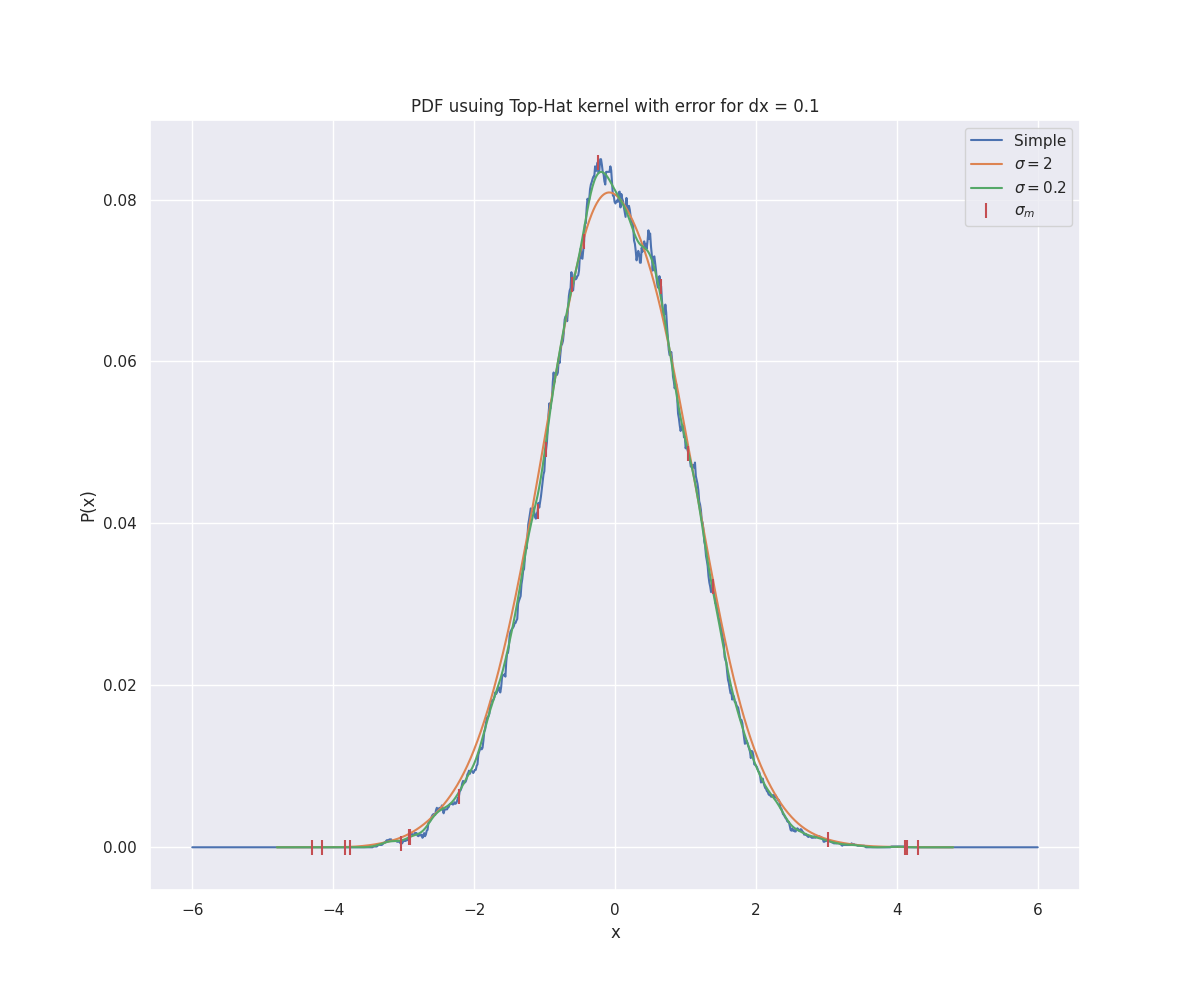 PDF usuing Top-Hat kernel with error for dx = 0.1
Simple
σ = 2
σ = 0.2
σm
P(x)
0.08
0.06
0.04
0.02
0.00
−6
−4
−2
0
2
4
6
x